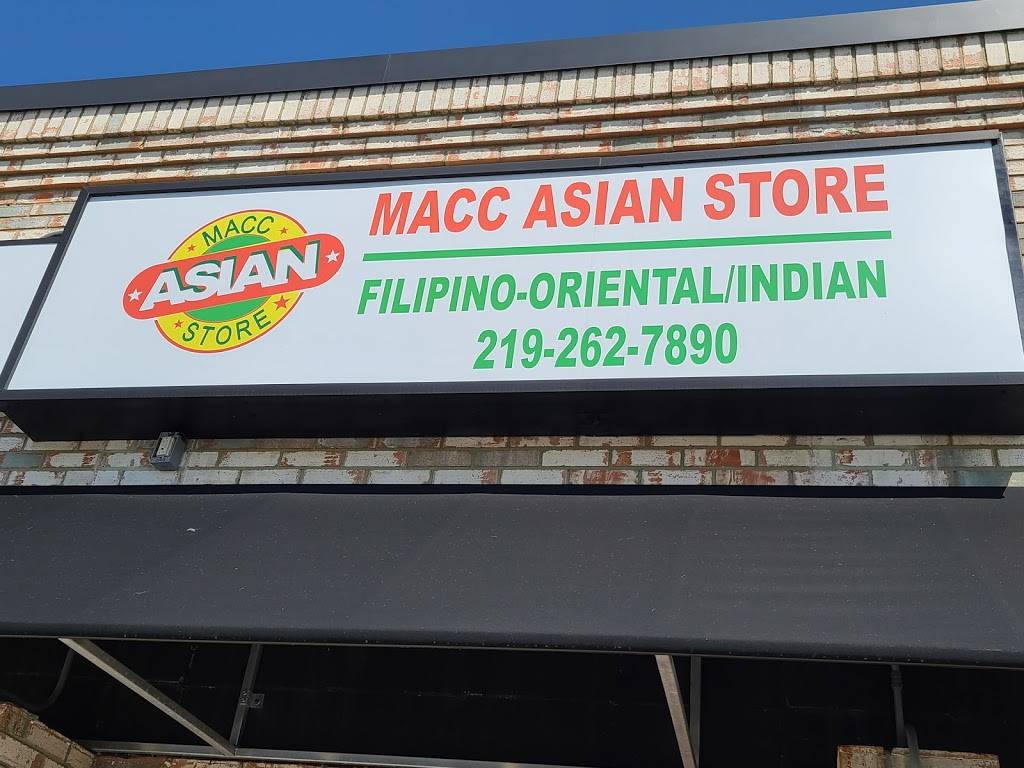 MACC
ASIAN
STORE
MACC ASIAN STORE
FILIPINO-ORIENTAL/INDIAN
219-262-7890